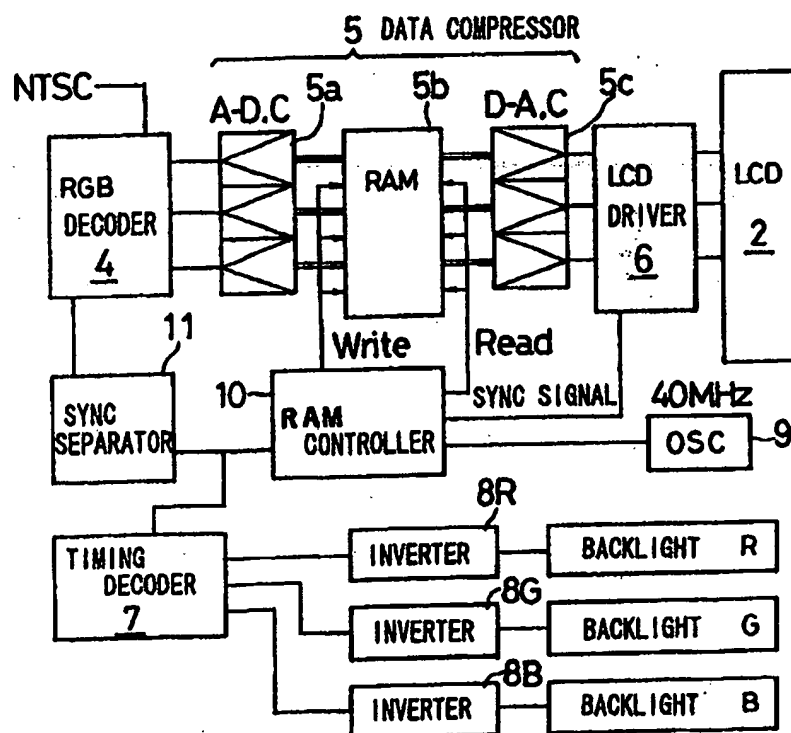 5 DATA COMPRESSOR
NTSC
A-D.C
5a
5b
D-A.C
5c
RGB
DECODER
4
RAM
LCD
DRIVER
6
LCD
2
11
Write
Read
SYNC
SEPARATOR
10
RAM
CONTROLLER
SYNC SIGNAL
40MHz
OSC
9
TIMING
DECODER
7
8R
INVERTER
BACKLIGHT R
8G
INVERTER
BACKLIGHT G
8B
INVERTER
BACKLIGHT B